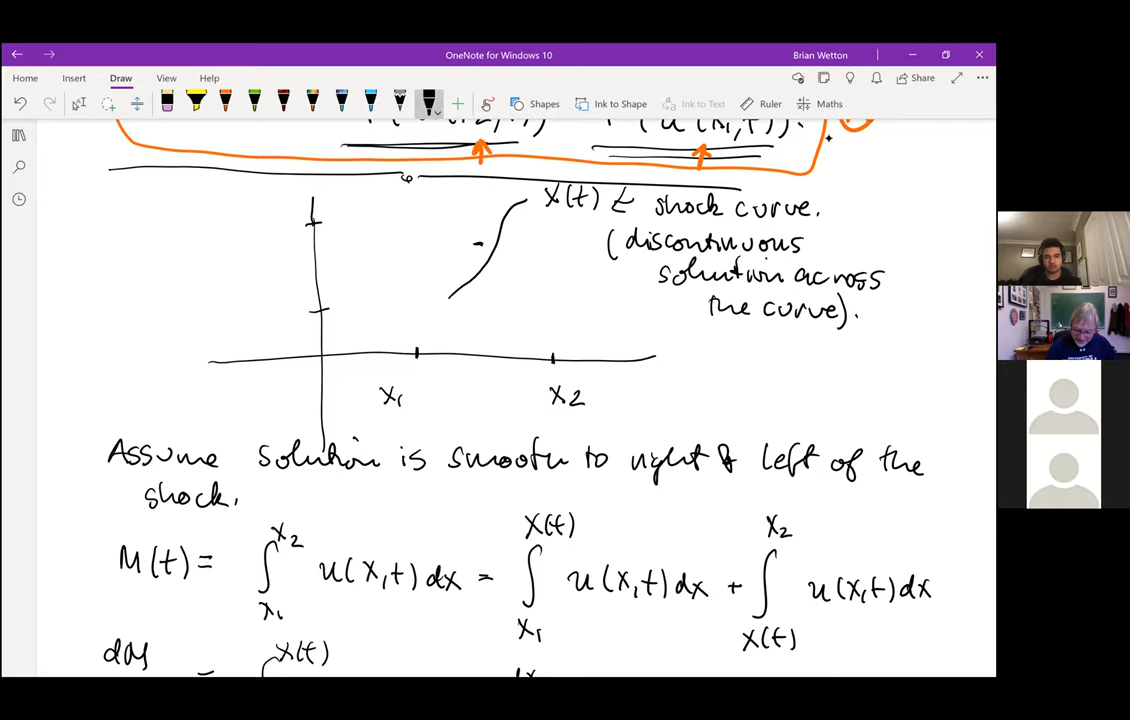 OneNote for Windows 10
Brian Wetton
Home Insert Draw View Help
Share
Shapes Ink to Shape Ink to Text Ruler Maths
u(x₁,t)).
X(t) ← shock curve.
(discontinuous
solution across
the curve).
x₁ x₂
Assume solution is smooth to right & left of the
shock.
M(t) = ∫_{x₁}^{x₂} u(x,t) dx = ∫_{x₁}^{X(t)} u(x,t) dx + ∫_{X(t)}^{x₂} u(x,t) dx
= ∫^{X(t)}